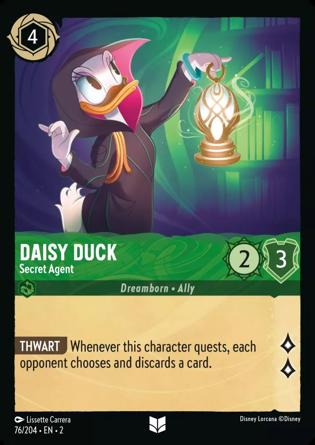 4
DAISY DUCK
Secret Agent
2
3
Dreamborn • Ally
THWART Whenever this character quests, each
opponent chooses and discards a card.
Lissette Carrera
76/204 • EN • 2
Disney Lorcana ©Disney